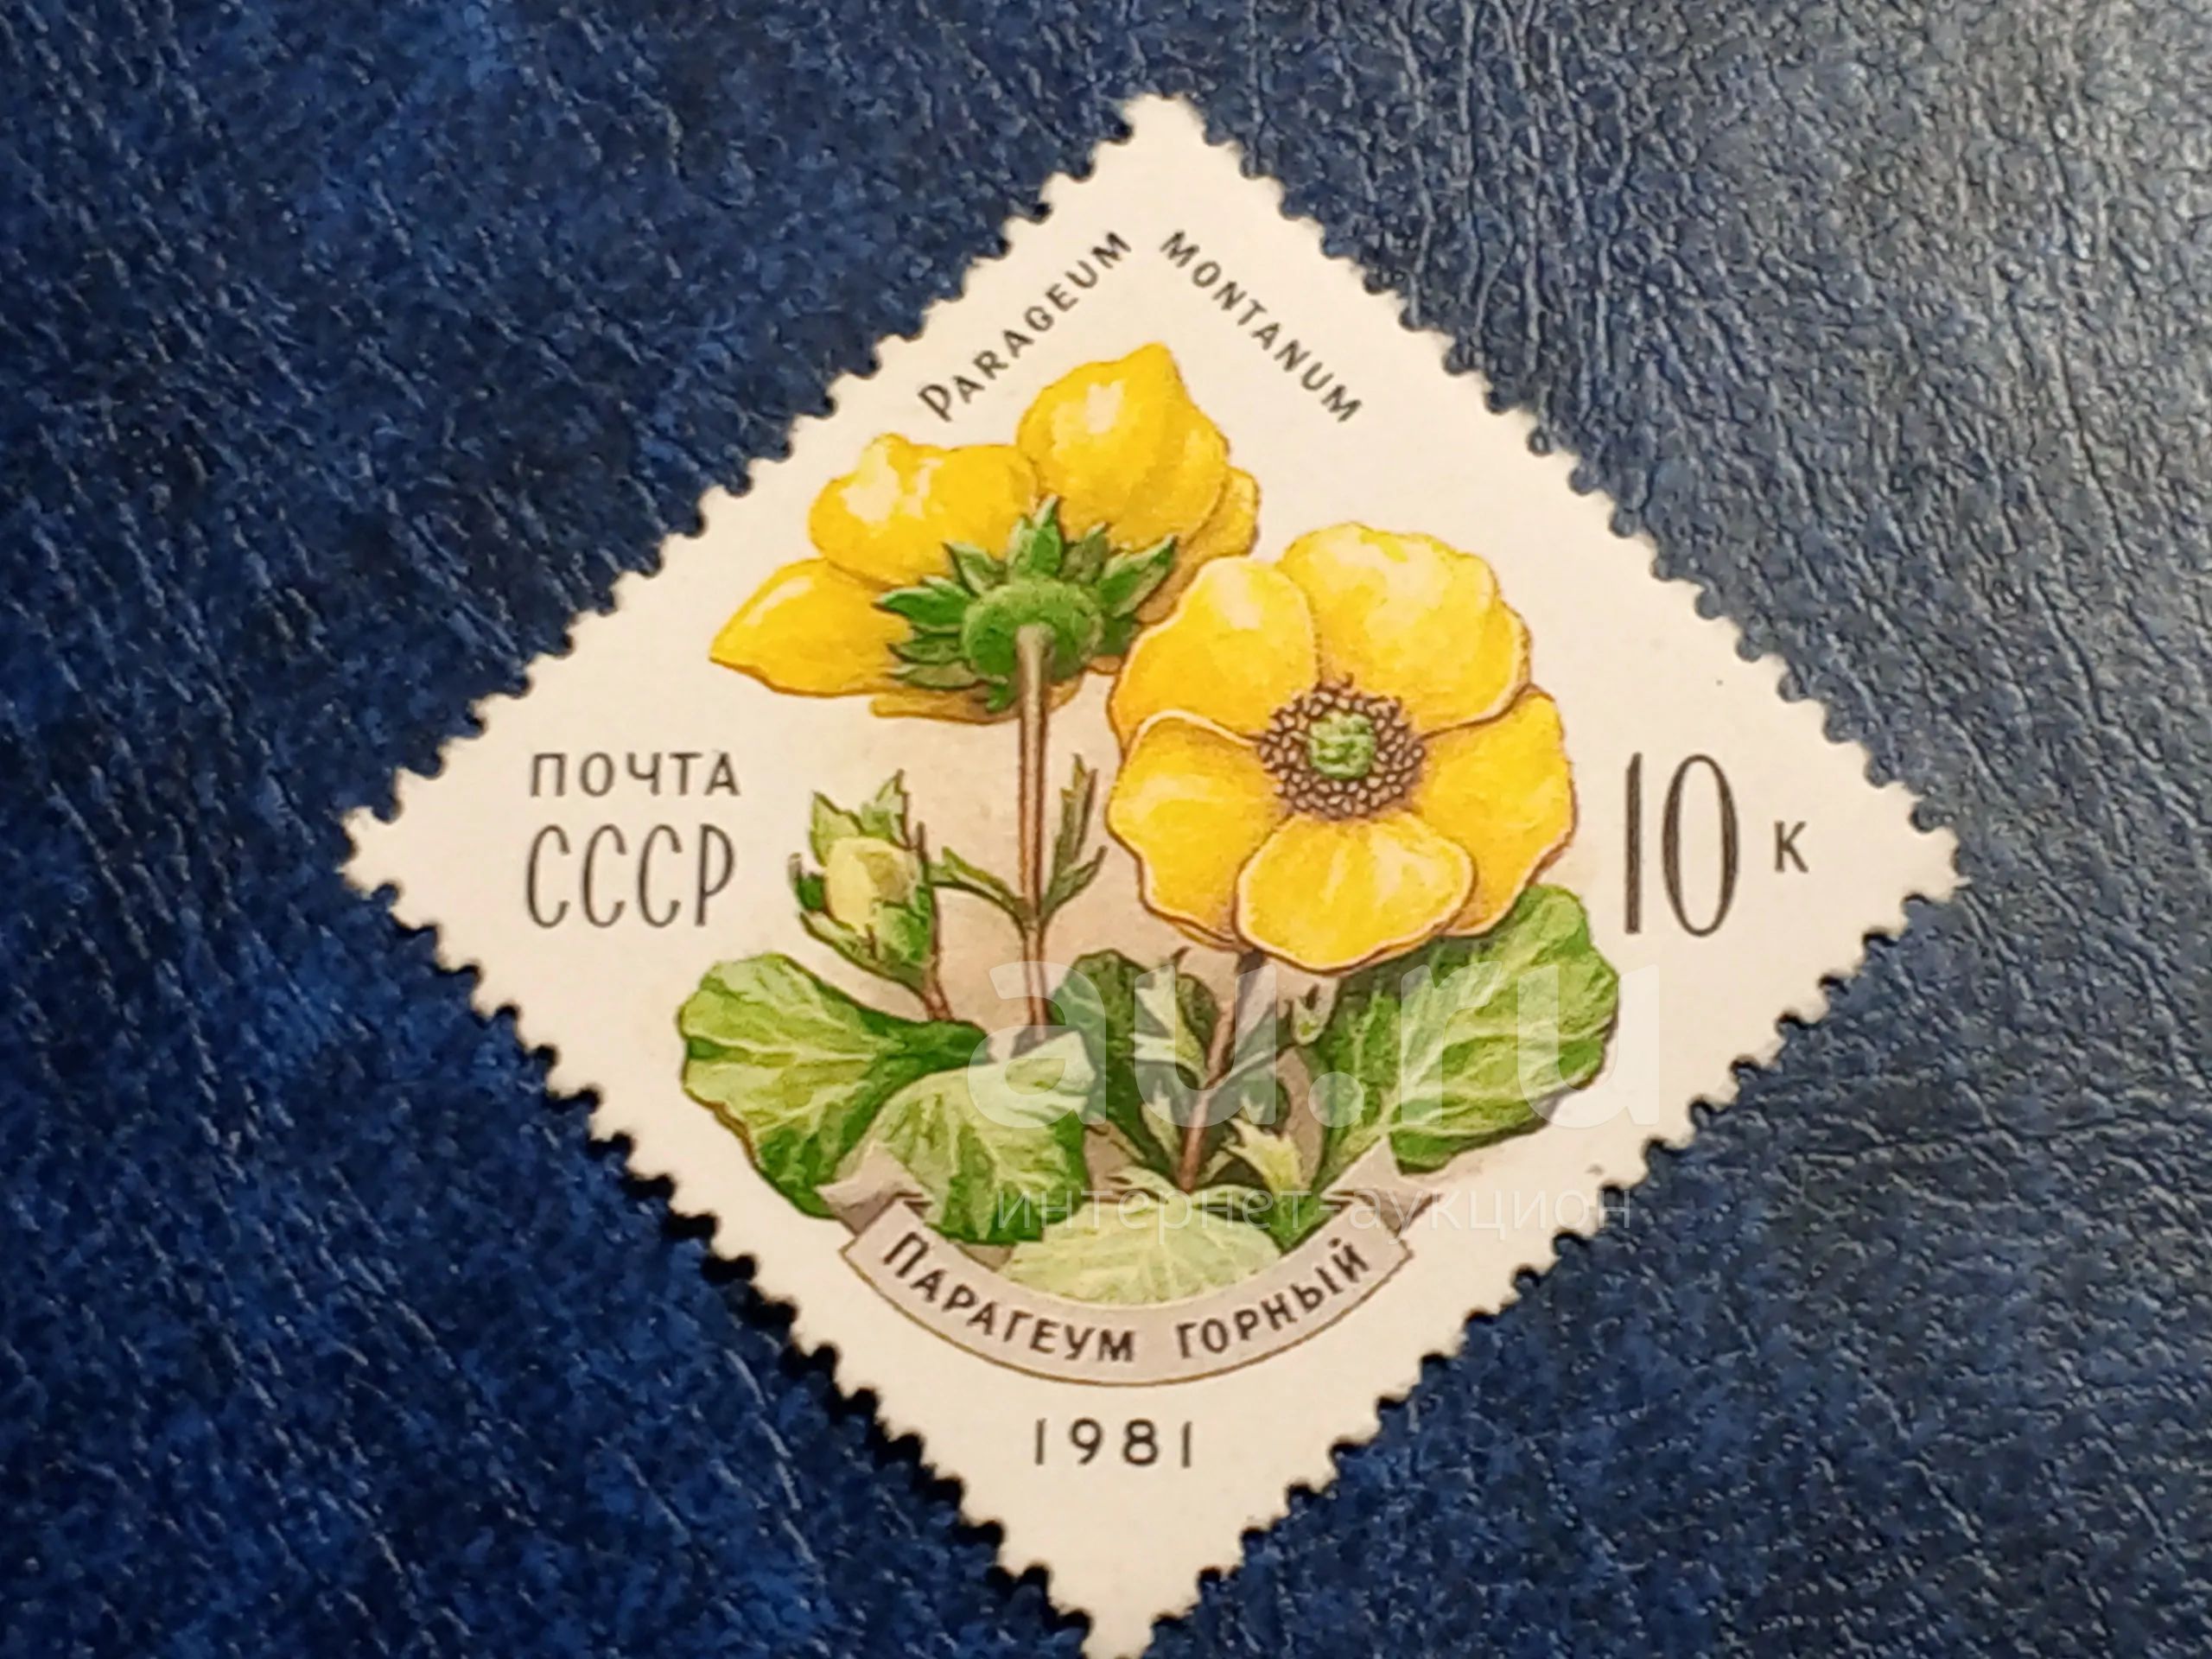 PARAGEUM MONTANUM
ПОЧТА
СССР
10 К
au.ru
интернет-аукцион
ПАРАГЕУМ ГОРНЫЙ
1981